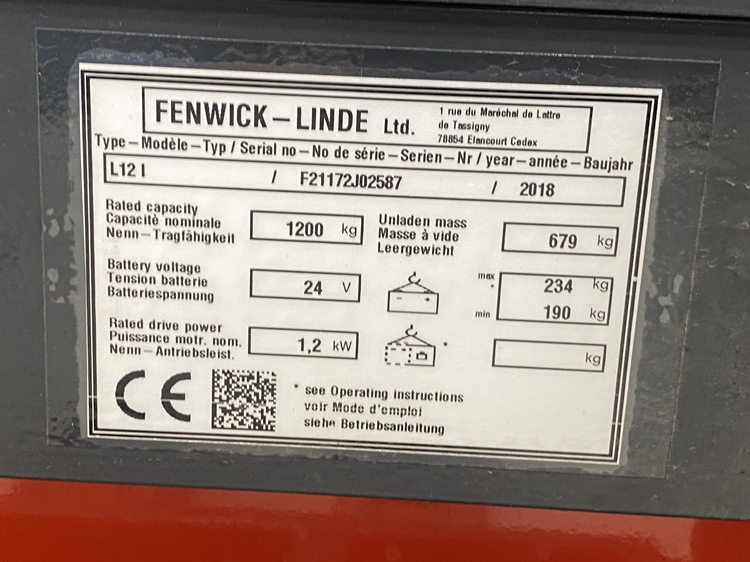 FENWICK–LINDE Ltd.
1 rue du Maréchal de Lattre
de Tassigny
78854 Elancourt Cedex
Type–Modèle–Typ / Serial no–No de série–Serien–Nr / year–année–Baujahr
L12 I / F21172J02587 / 2018
Rated capacity
Capacité nominale
Nenn–Tragfähigkeit
1200 kg
Unladen mass
Masse à vide
Leergewicht
679 kg
Battery voltage
Tension batterie
Batteriespannung
24 V
max 234 kg
*
min 190 kg
Rated drive power
Puissance motr. nom.
Nenn–Antriebsleist.
1,2 kW
* kg
CE
* see Operating instructions
voir Mode d'emploi
siehe Betriebsanleitung